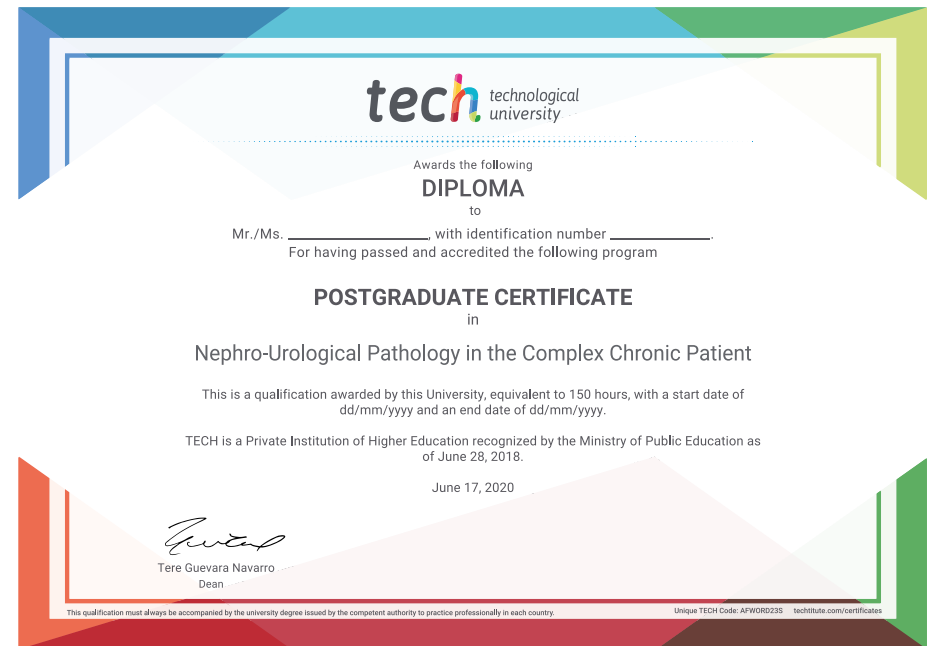 tech technological
university
Awards the following
DIPLOMA
to
Mr./Ms. ____________________, with identification number ______________.
For having passed and accredited the following program
POSTGRADUATE CERTIFICATE
in
Nephro-Urological Pathology in the Complex Chronic Patient
This is a qualification awarded by this University, equivalent to 150 hours, with a start date of
dd/mm/yyyy and an end date of dd/mm/yyyy.
TECH is a Private Institution of Higher Education recognized by the Ministry of Public Education as
of June 28, 2018.
June 17, 2020
Tere Guevara Navarro
Dean
This qualification must always be accompanied by the university degree issued by the competent authority to practice professionally in each country.
Unique TECH Code: AFWORD23S techtitute.com/certificates